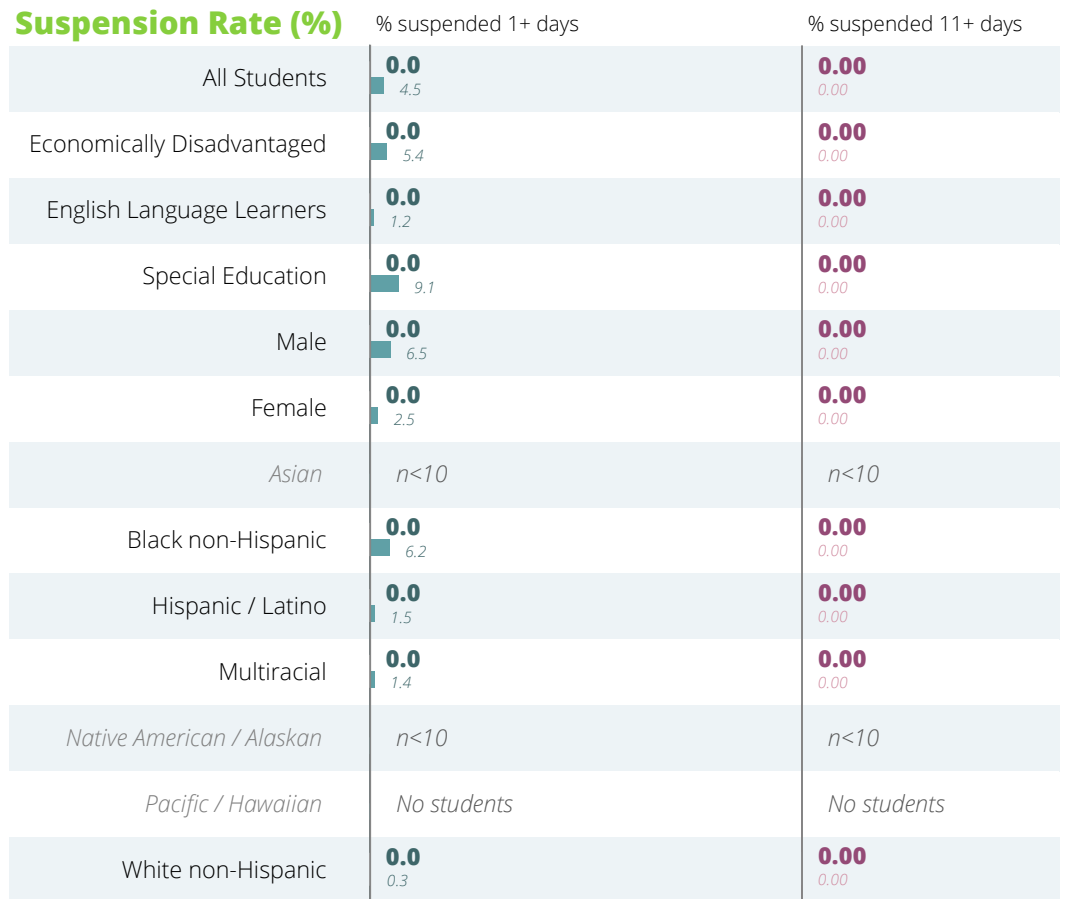 Suspension Rate (%) % suspended 1+ days % suspended 11+ days
All Students 0.0 0.00
4.5 0.00
Economically Disadvantaged 0.0 0.00
5.4 0.00
English Language Learners 0.0 0.00
1.2 0.00
Special Education 0.0 0.00
9.1 0.00
Male 0.0 0.00
6.5 0.00
Female 0.0 0.00
2.5 0.00
Asian n<10 n<10
Black non-Hispanic 0.0 0.00
6.2 0.00
Hispanic / Latino 0.0 0.00
1.5 0.00
Multiracial 0.0 0.00
1.4 0.00
Native American / Alaskan n<10 n<10
Pacific / Hawaiian No students No students
White non-Hispanic 0.0 0.00
0.3 0.00